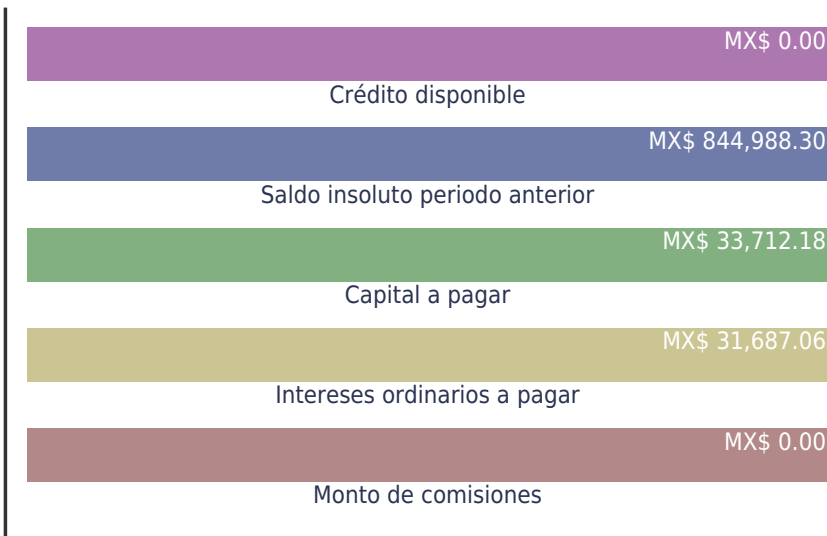 MX$ 0.00
Crédito disponible
MX$ 844,988.30
Saldo insoluto periodo anterior
MX$ 33,712.18
Capital a pagar
MX$ 31,687.06
Intereses ordinarios a pagar
MX$ 0.00
Monto de comisiones